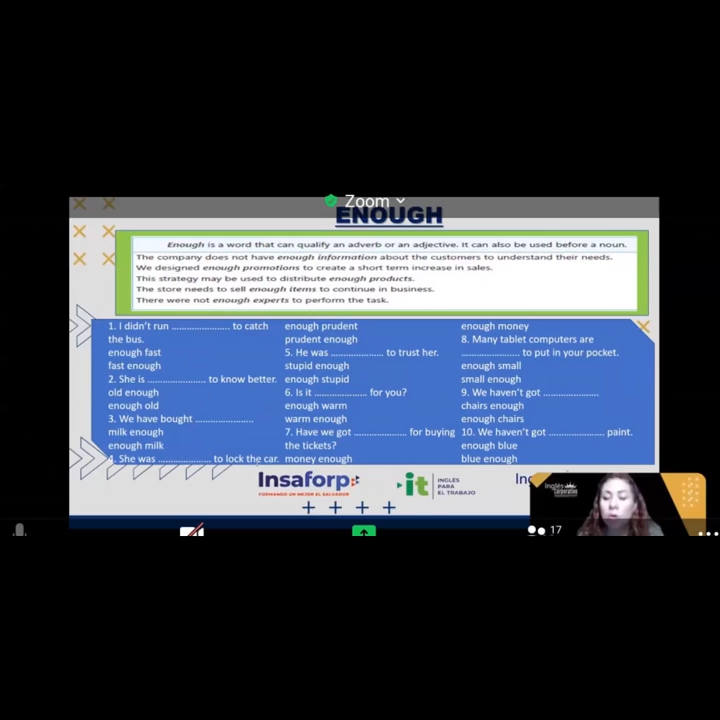 Zoom
ENOUGH
Enough is a word that can qualify an adverb or an adjective. It can also be used before a noun.
The company does not have enough information about the customers to understand their needs.
We designed enough promotions to create a short term increase in sales.
This strategy may be used to distribute enough products.
The store needs to sell enough items to continue in business.
There were not enough experts to perform the task.
1. I didn't run ........................ to catch
the bus.
enough fast
fast enough
2. She is ........................ to know better.
old enough
enough old
3. We have bought ........................
milk enough
enough milk
4. She was ..................... to lock the car.
enough prudent
prudent enough
5. He was ..................... to trust her.
stupid enough
enough stupid
6. Is it ..................... for you?
enough warm
warm enough
7. Have we got ..................... for buying
the tickets?
money enough
enough money
8. Many tablet computers are
........................ to put in your pocket.
enough small
small enough
9. We haven't got .......................
chairs enough
enough chairs
10. We haven't got ....................... paint.
enough blue
blue enough
Insaforp
FORMANDO UN MEJOR EL SALVADOR
it
INGLÉS
PARA
EL TRABAJO
Ing
Inglés
Corporativo
17